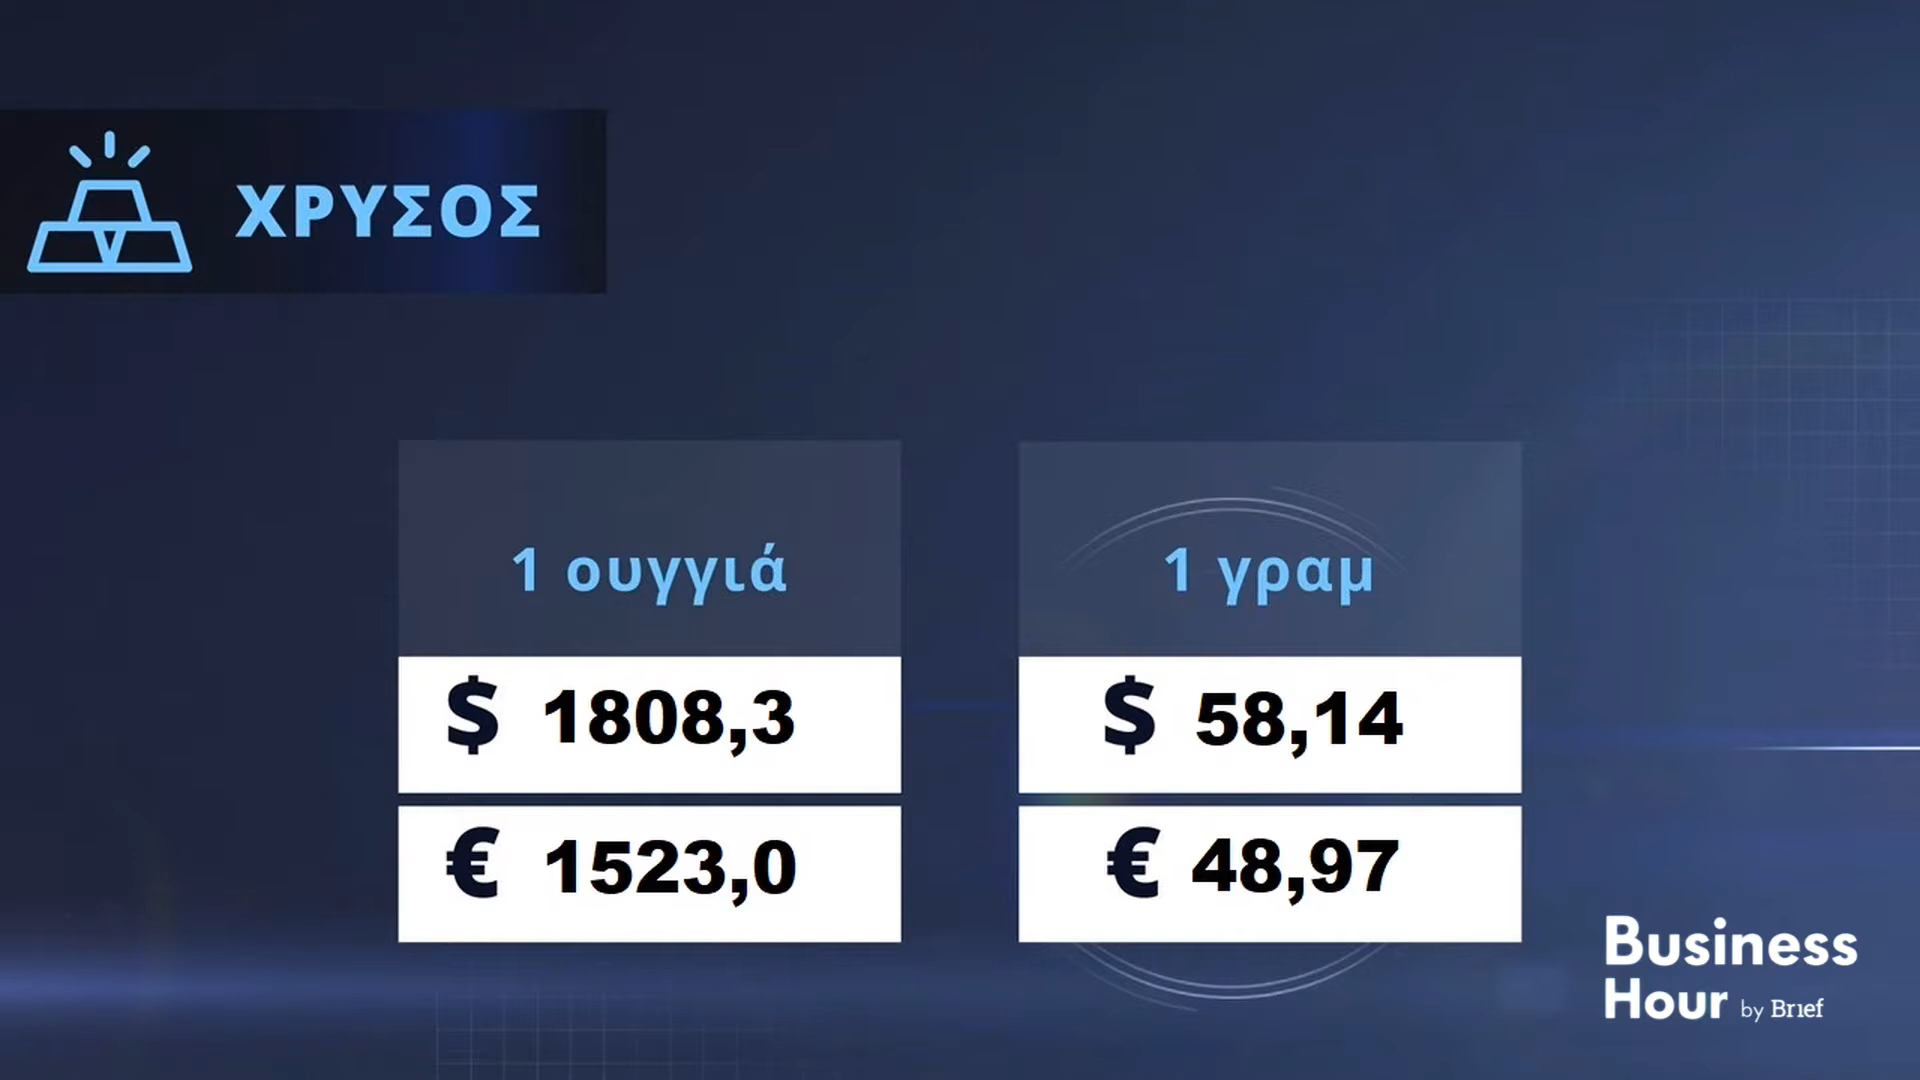 ΧΡΥΣΟΣ
1 ουγγιά
$ 1808,3
€ 1523,0
1 γραμ
$ 58,14
€ 48,97
Business
Hour by Brief